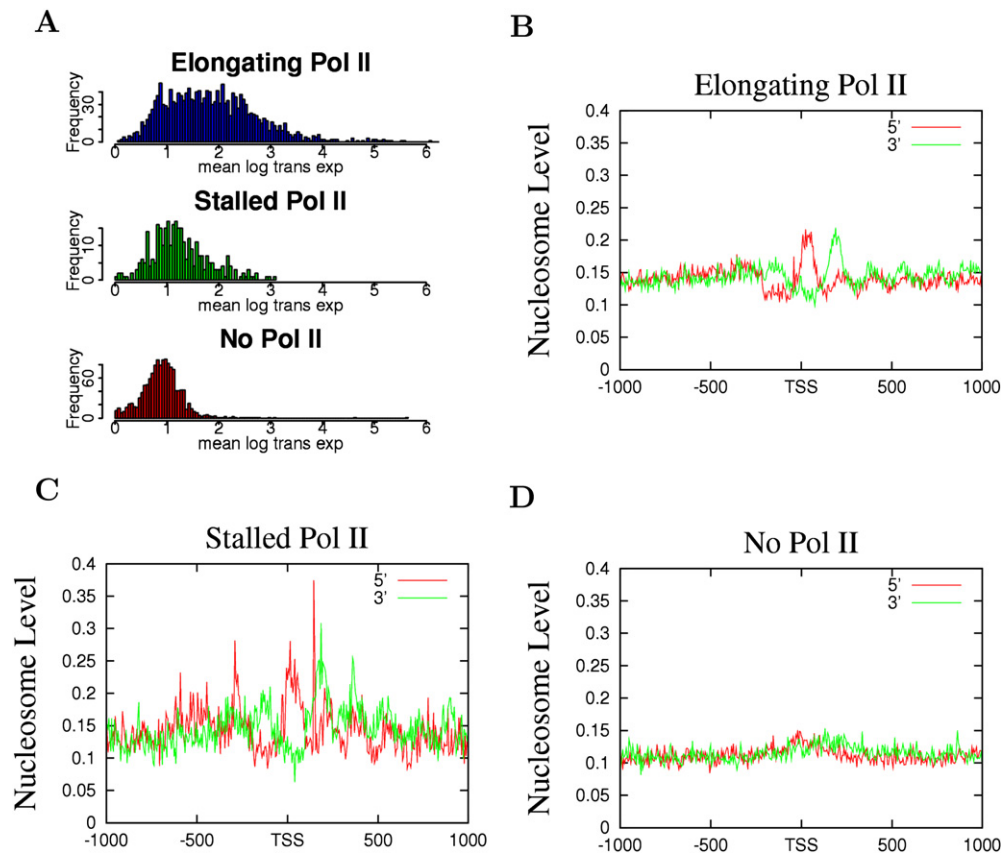 A
Elongating Pol II
Frequency
0 30
0 1 2 3 4 5 6
mean log trans exp
Stalled Pol II
Frequency
0 10
0 1 2 3 4 5 6
mean log trans exp
No Pol II
Frequency
0 60
0 1 2 3 4 5 6
mean log trans exp
B
Elongating Pol II
Nucleosome Level
0.4
0.35
0.3
0.25
0.2
0.15
0.1
0.05
0
5'
3'
-1000 -500 TSS 500 1000
C
Stalled Pol II
Nucleosome Level
0.4
0.35
0.3
0.25
0.2
0.15
0.1
0.05
0
5'
3'
-1000 -500 TSS 500 1000
D
No Pol II
Nucleosome Level
0.4
0.35
0.3
0.25
0.2
0.15
0.1
0.05
0
5'
3'
-1000 -500 TSS 500 1000